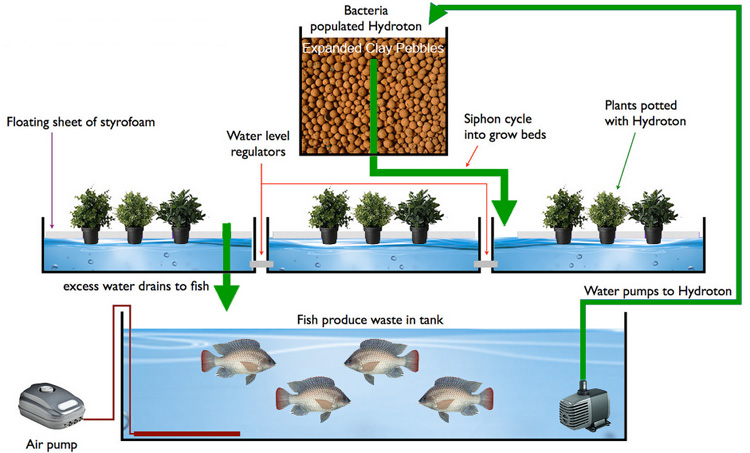 Bacteria
populated Hydroton
Expanded Clay Pebbles
Floating sheet of styrofoam
Water level
regulators
Siphon cycle
into grow beds
Plants potted
with Hydroton
excess water drains to fish
Water pumps to Hydroton
Fish produce waste in tank
Air pump